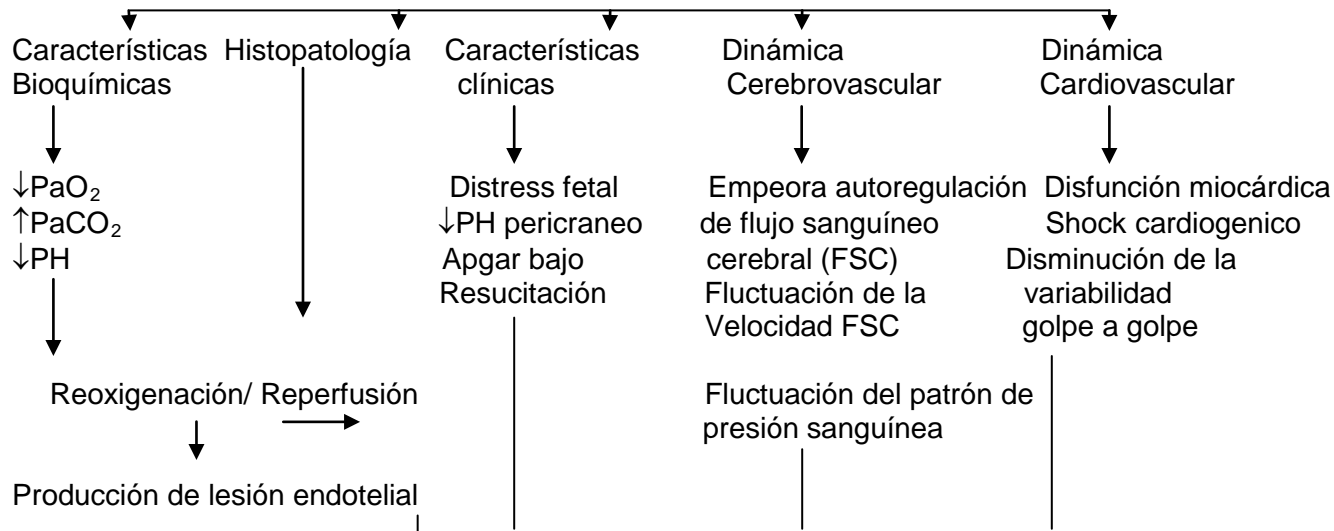 Características
Bioquímicas
Histopatología
Características
clínicas
Dinámica
Cerebrovascular
Dinámica
Cardiovascular
↓PaO₂
↑PaCO₂
↓PH
Distress fetal
↓PH pericraneo
Apgar bajo
Resucitación
Empeora autoregulación
de flujo sanguíneo
cerebral (FSC)
Fluctuación de la
Velocidad FSC
Disfunción miocárdica
Shock cardiogenico
Disminución de la
variabilidad
golpe a golpe
Reoxigenación/ Reperfusión
Fluctuación del patrón de
presión sanguínea
Producción de lesión endotelial